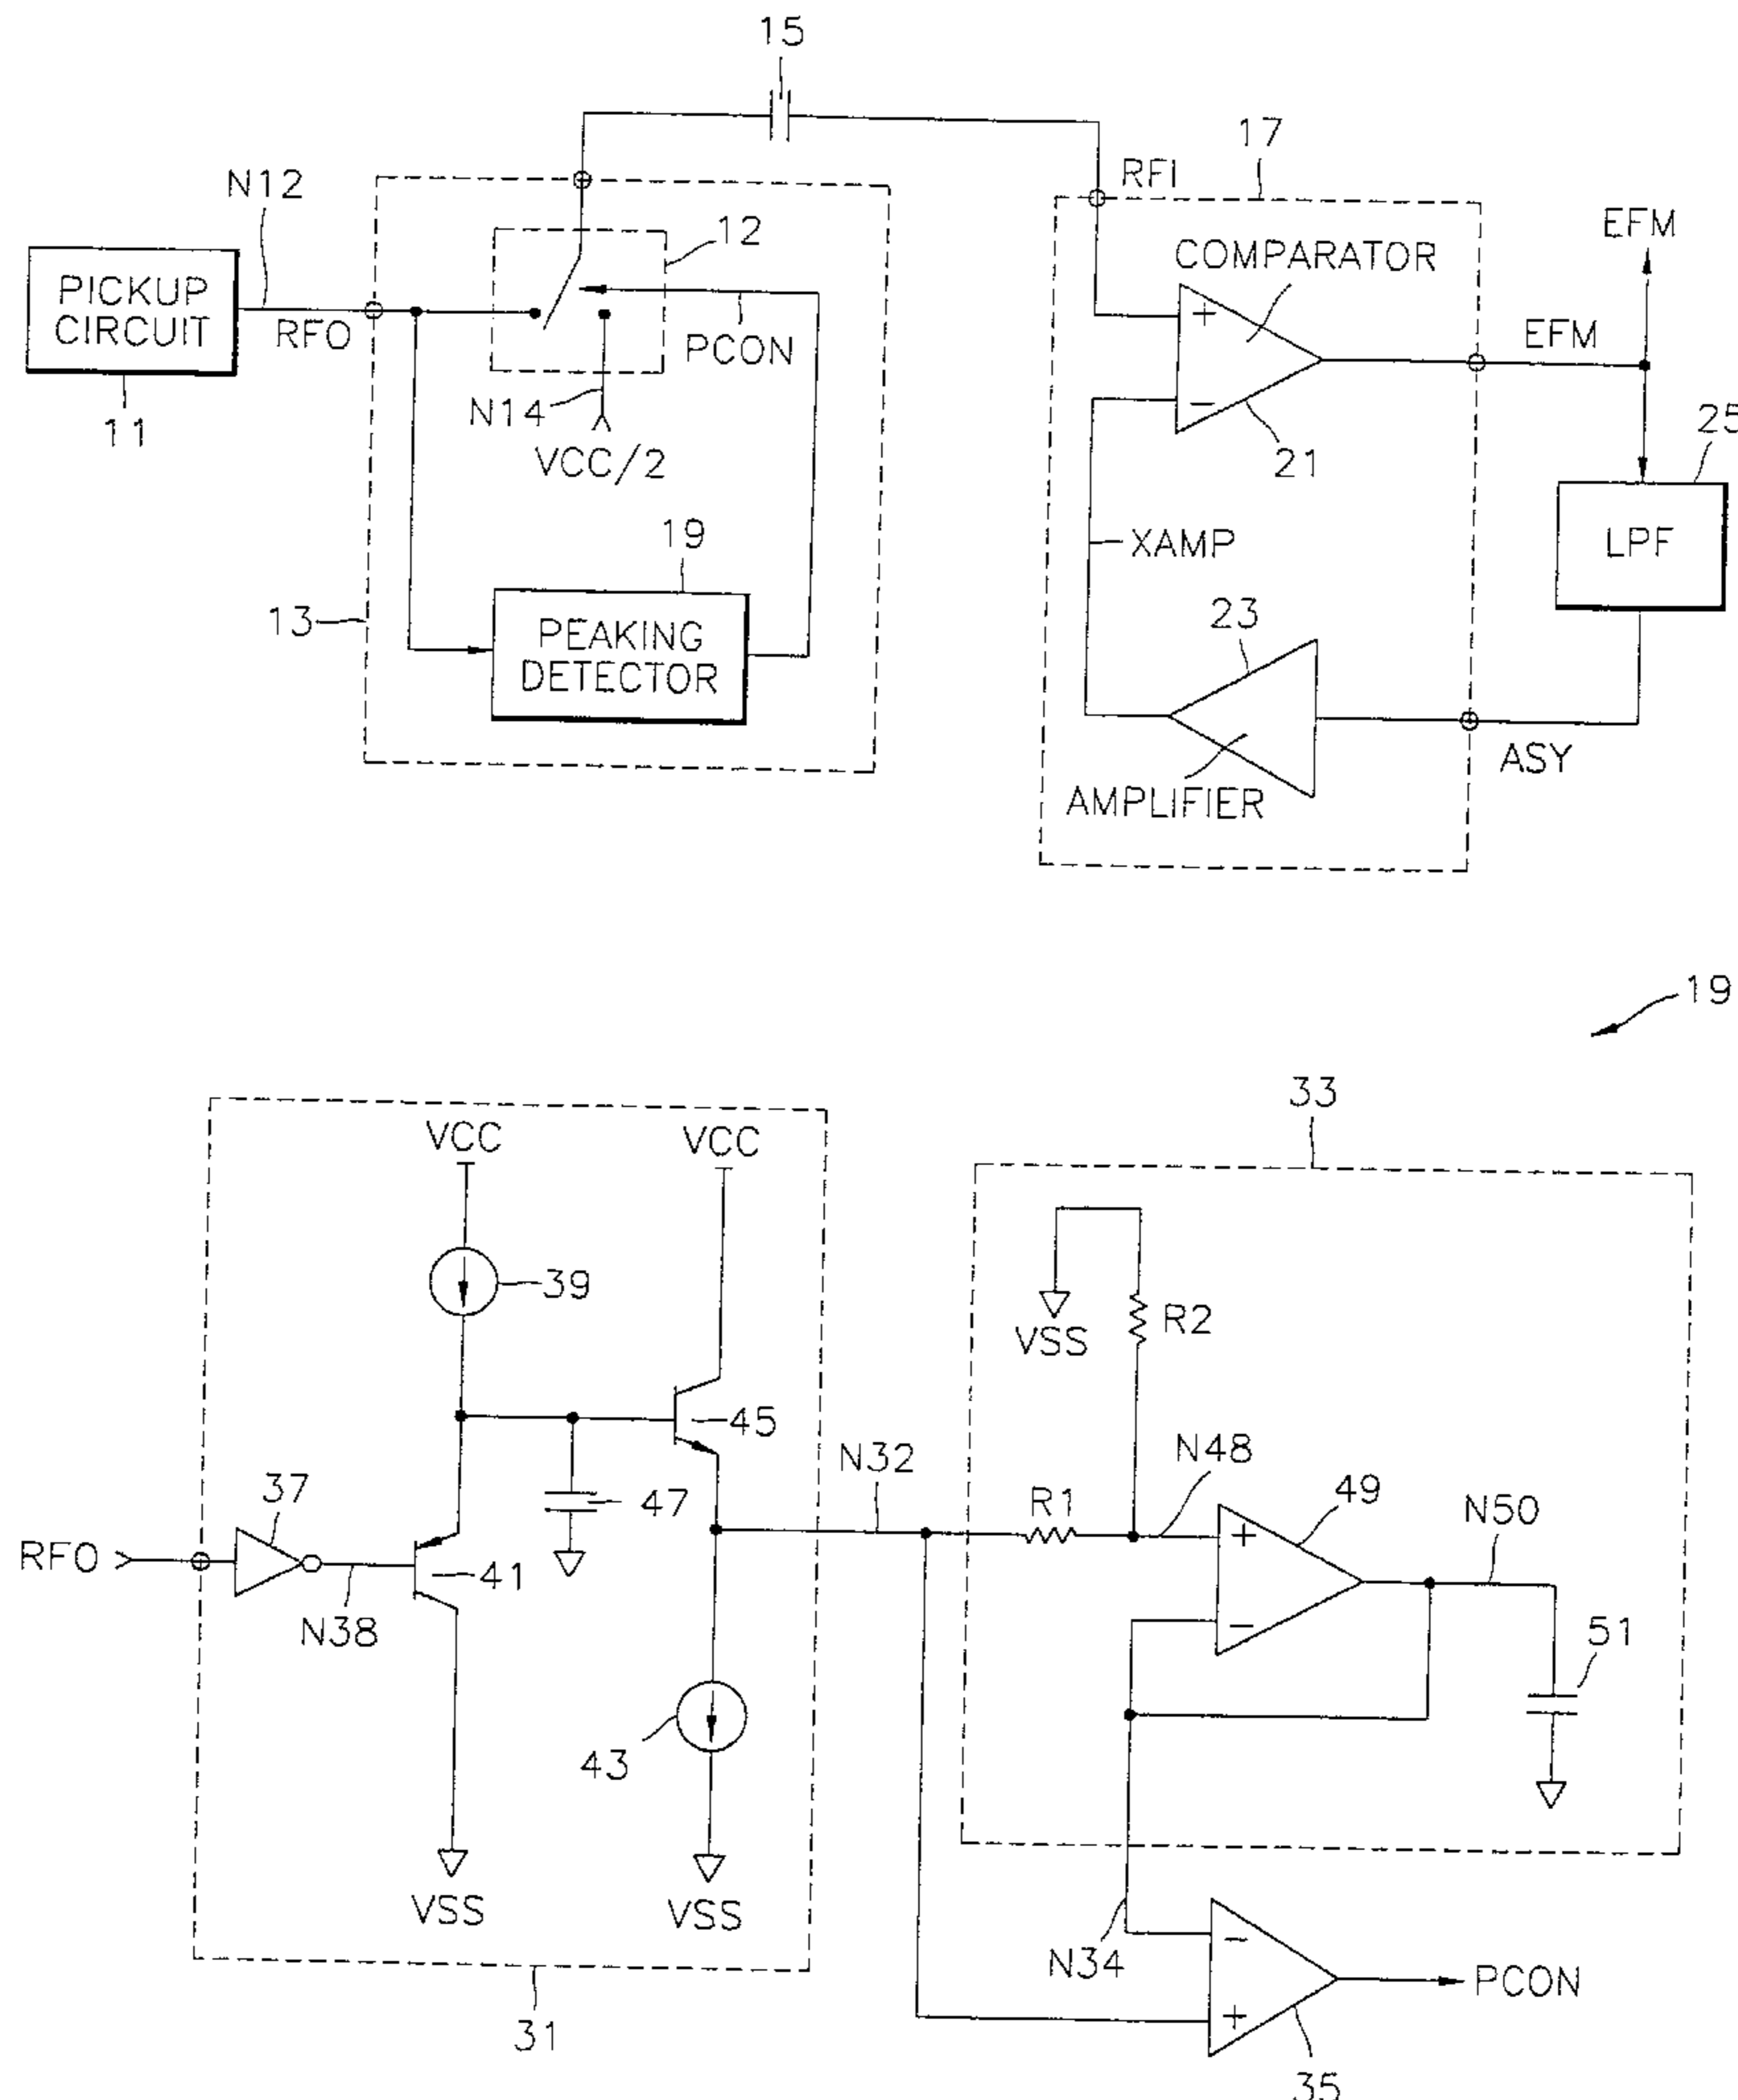 15
17
N12
RFI
EFM
12
COMPARATOR
PICKUP
CIRCUIT
+
RFO
PCON
EFM
N14
−
11
VCC/2
21
25
19
XAMP
LPF
13
PEAKING
DETECTOR
23
ASY
AMPLIFIER
19
33
VCC
VCC
39
R2
VSS
45
N32
N48
49
37
47
R1
N50
RFO
+
41
N38
−
51
43
VSS
VSS
N34
−
PCON
+
31
35